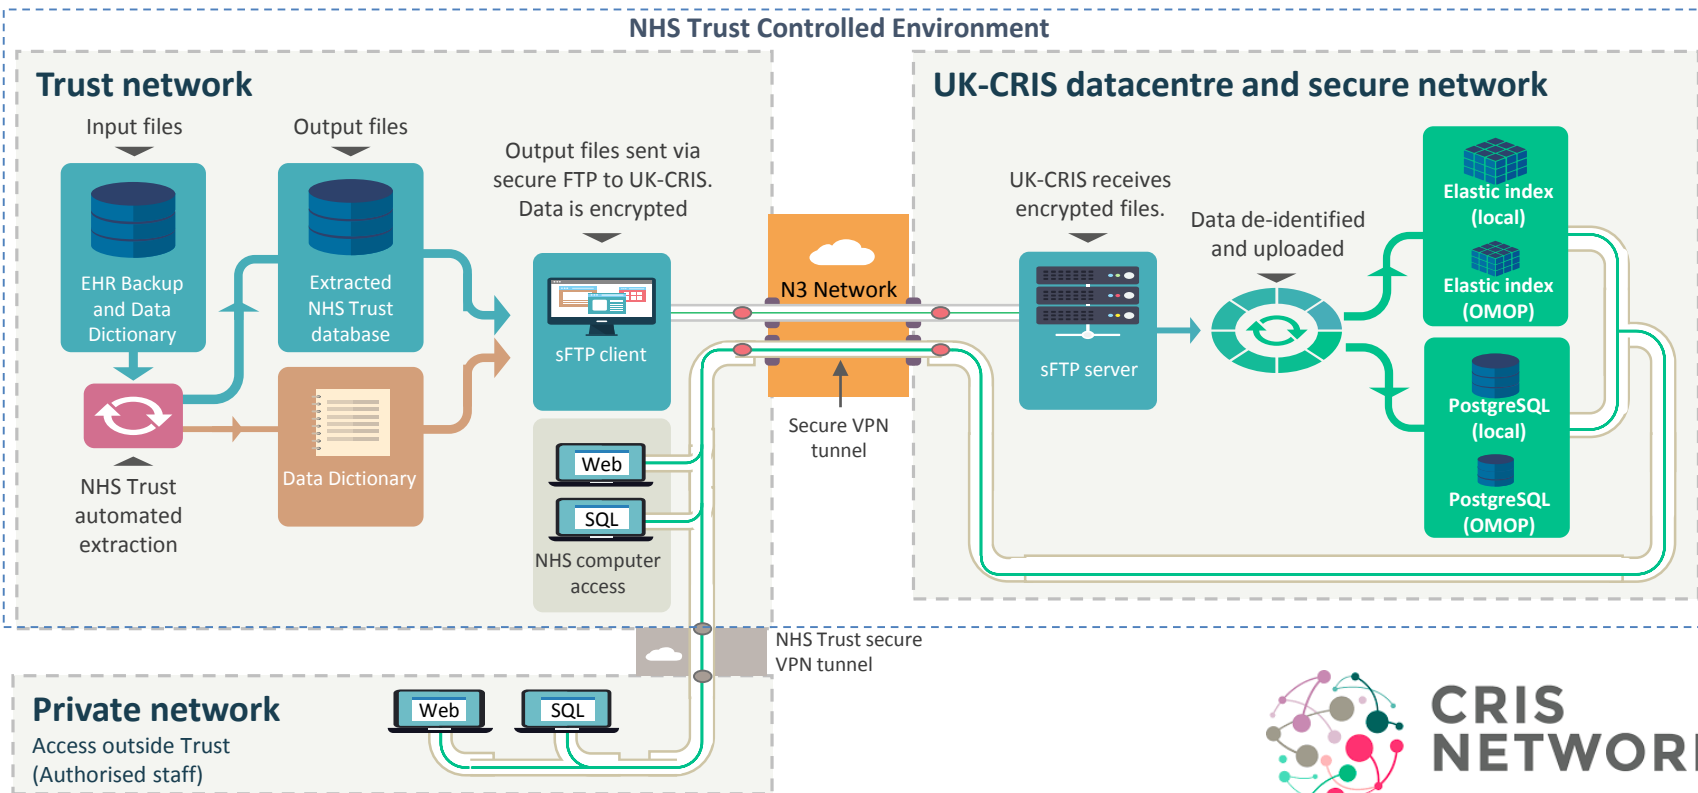 NHS Trust Controlled Environment
Trust network
Input files
Output files
EHR Backup
and Data
Dictionary
Extracted
NHS Trust
database
Output files sent via
secure FTP to UK-CRIS.
Data is encrypted
sFTP client
Data Dictionary
NHS Trust
automated
extraction
Web
SQL
NHS computer
access
N3 Network
Secure VPN
tunnel
UK-CRIS datacentre and secure network
UK-CRIS receives
encrypted files.
sFTP server
Data de-identified
and uploaded
Elastic index
(local)
Elastic index
(OMOP)
PostgreSQL
(local)
PostgreSQL
(OMOP)
NHS Trust secure
VPN tunnel
Private network
Access outside Trust
(Authorised staff)
Web
SQL
CRIS
NETWORK